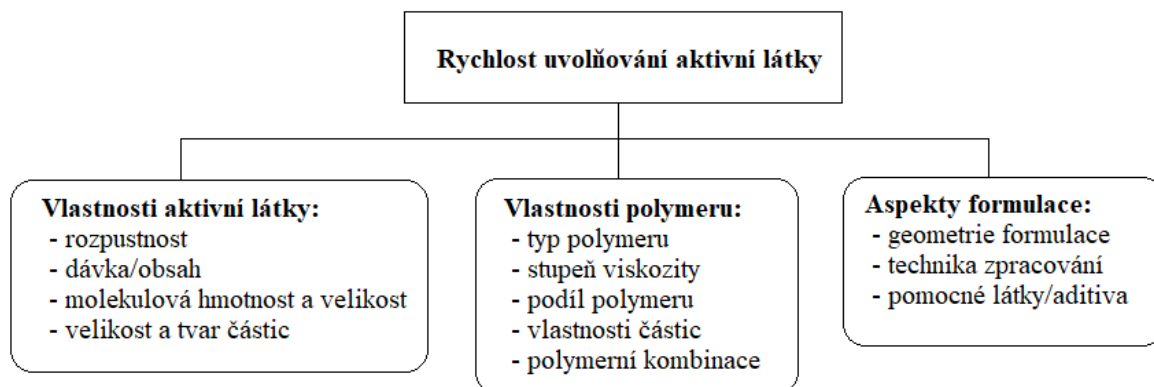 Rychlost uvolňování aktivní látky
Vlastnosti aktivní látky:
- rozpustnost
- dávka/obsah
- molekulová hmotnost a velikost
- velikost a tvar částic
Vlastnosti polymeru:
- typ polymeru
- stupeň viskozity
- podíl polymeru
- vlastnosti částic
- polymerní kombinace
Aspekty formulace:
- geometrie formulace
- technika zpracování
- pomocné látky/aditiva